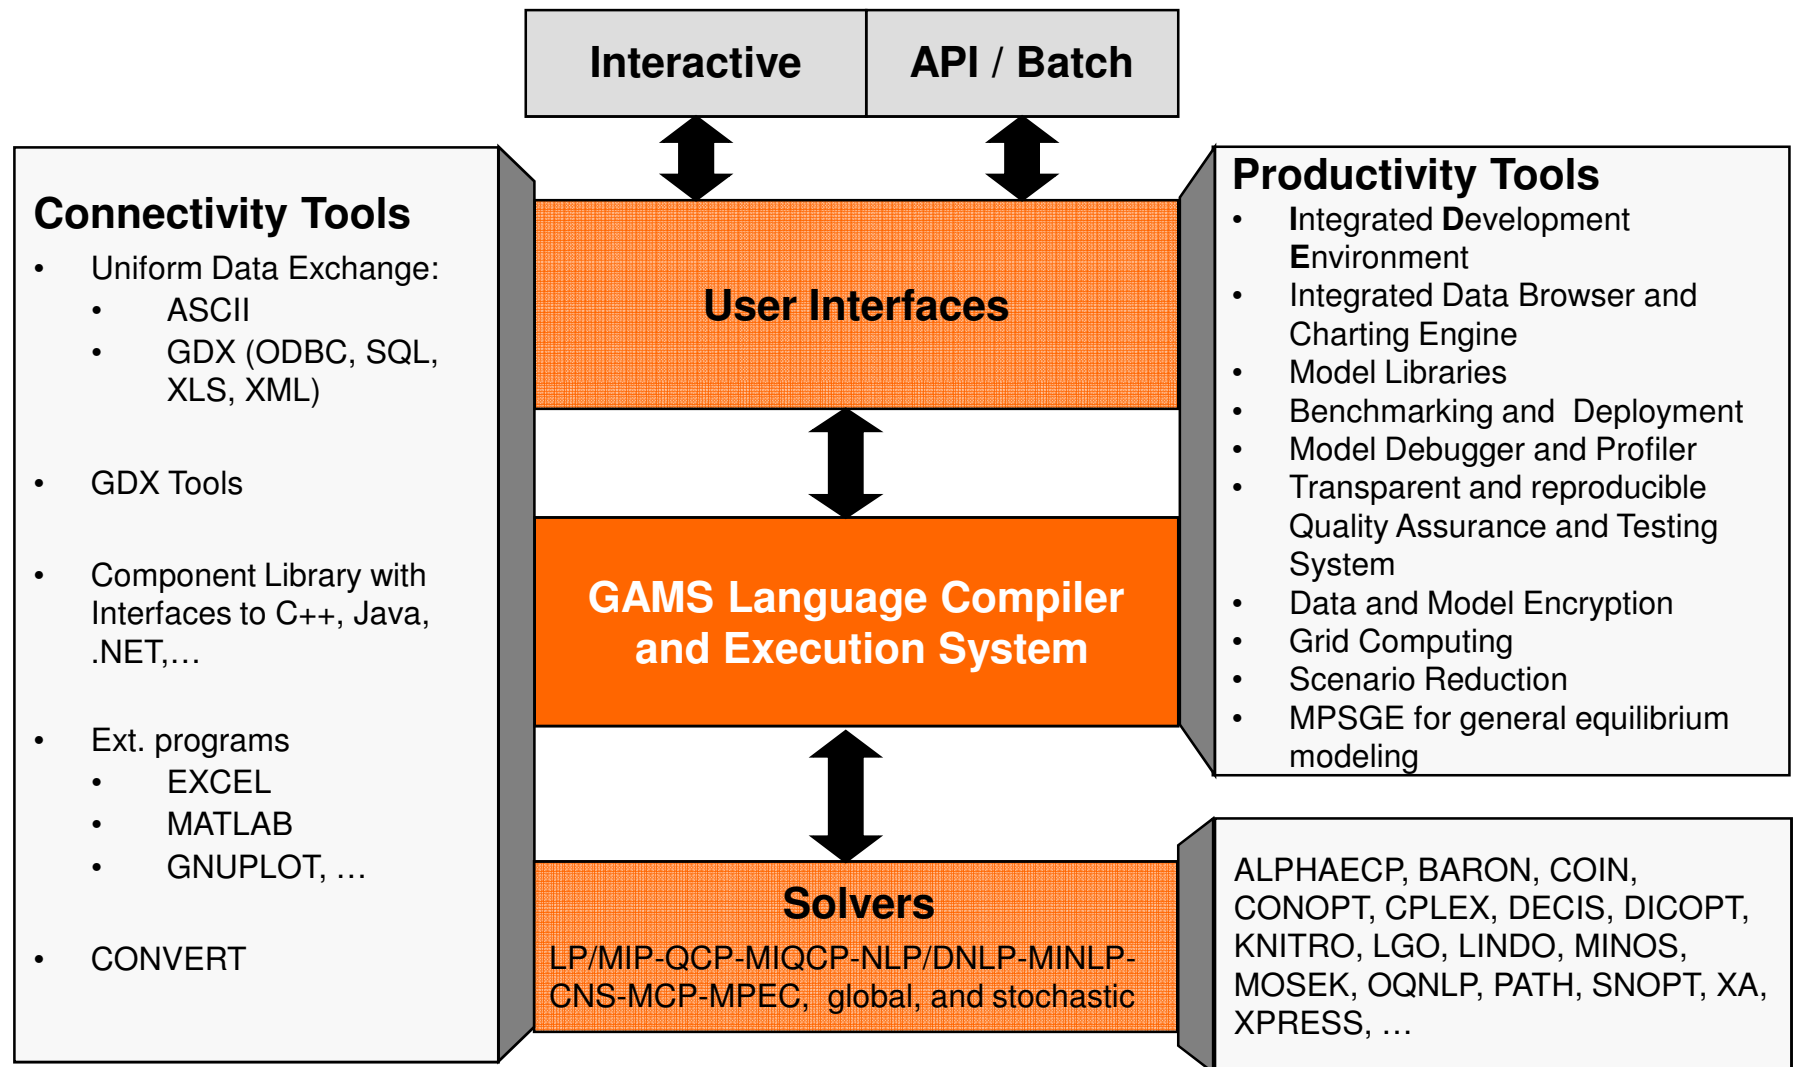 Interactive
API / Batch
Connectivity Tools
• Uniform Data Exchange:
• ASCII
• GDX (ODBC, SQL,
XLS, XML)
• GDX Tools
• Component Library with
Interfaces to C++, Java,
.NET,…
• Ext. programs
• EXCEL
• MATLAB
• GNUPLOT, …
• CONVERT
User Interfaces
GAMS Language Compiler
and Execution System
Solvers
LP/MIP-QCP-MIQCP-NLP/DNLP-MINLP-
CNS-MCP-MPEC, global, and stochastic
Productivity Tools
• Integrated Development
Environment
• Integrated Data Browser and
Charting Engine
• Model Libraries
• Benchmarking and Deployment
• Model Debugger and Profiler
• Transparent and reproducible
Quality Assurance and Testing
System
• Data and Model Encryption
• Grid Computing
• Scenario Reduction
• MPSGE for general equilibrium
modeling
ALPHAECP, BARON, COIN,
CONOPT, CPLEX, DECIS, DICOPT,
KNITRO, LGO, LINDO, MINOS,
MOSEK, OQNLP, PATH, SNOPT, XA,
XPRESS, …